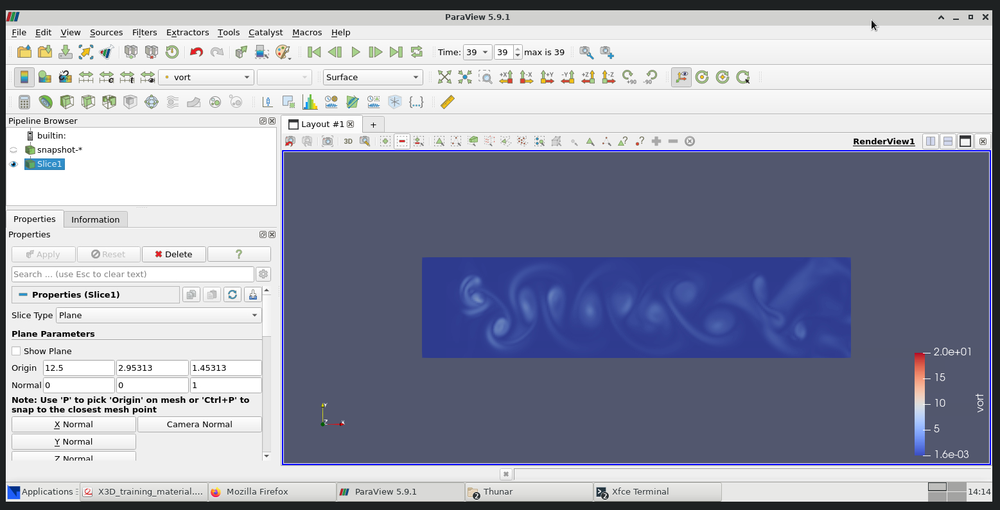 ParaView 5.9.1
File Edit View Sources Filters Extractors Tools Catalyst Macros Help
Time: 39 39 max is 39
vort Surface +X -X +Y -Y +Z -Z +90 -90
Pipeline Browser
builtin:
snapshot-*
Slice1
Properties Information
Properties
Apply Reset Delete ?
Search ... (use Esc to clear text)
Properties (Slice1)
Slice Type Plane
Plane Parameters
Show Plane
Origin 12.5 2.95313 1.45313
Normal 0 0 1
Note: Use 'P' to pick 'Origin' on mesh or 'Ctrl+P' to
snap to the closest mesh point
X Normal Camera Normal
Y Normal
Z Normal
Layout #1 +
3D RenderView1
2.0e+01
15
10
5
1.6e-03
vort
Y
Z X
Applications X3D_training_material.... Mozilla Firefox ParaView 5.9.1 2 Thunar 2 Xfce Terminal 14:14